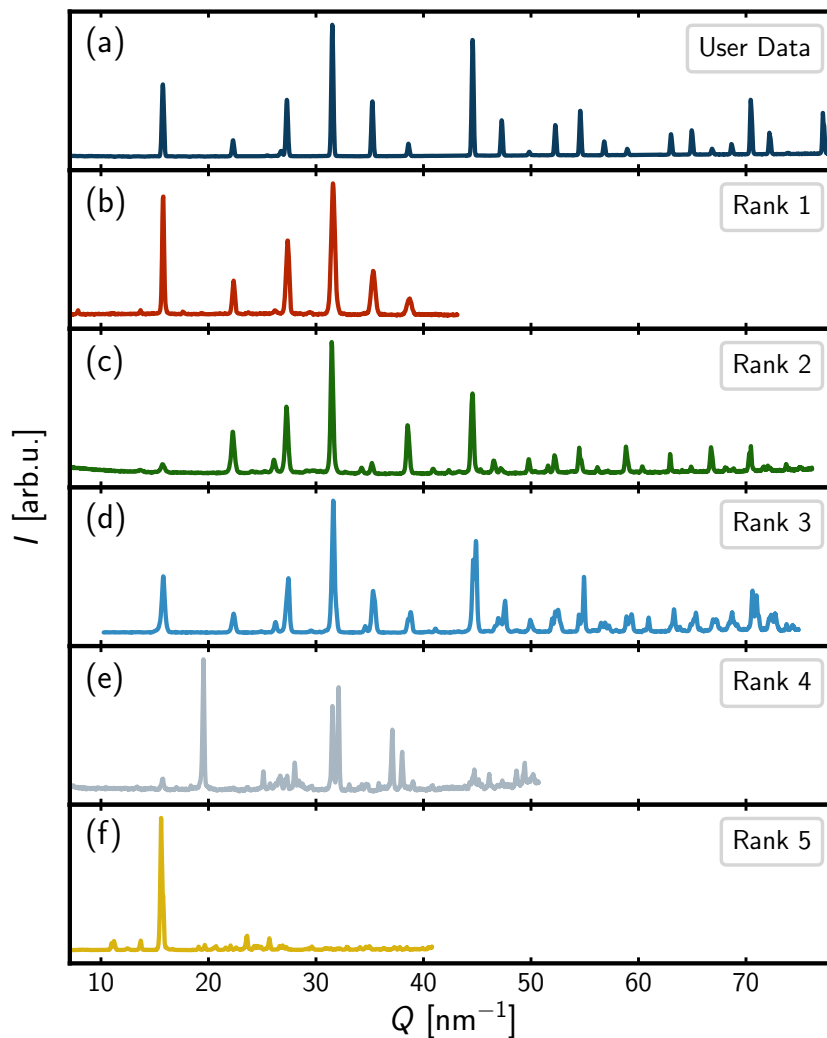 (a)
User Data
(b)
Rank 1
(c)
Rank 2
(d)
Rank 3
(e)
Rank 4
(f)
Rank 5
I [arb.u.]
10 20 30 40 50 60 70
Q [nm⁻¹]